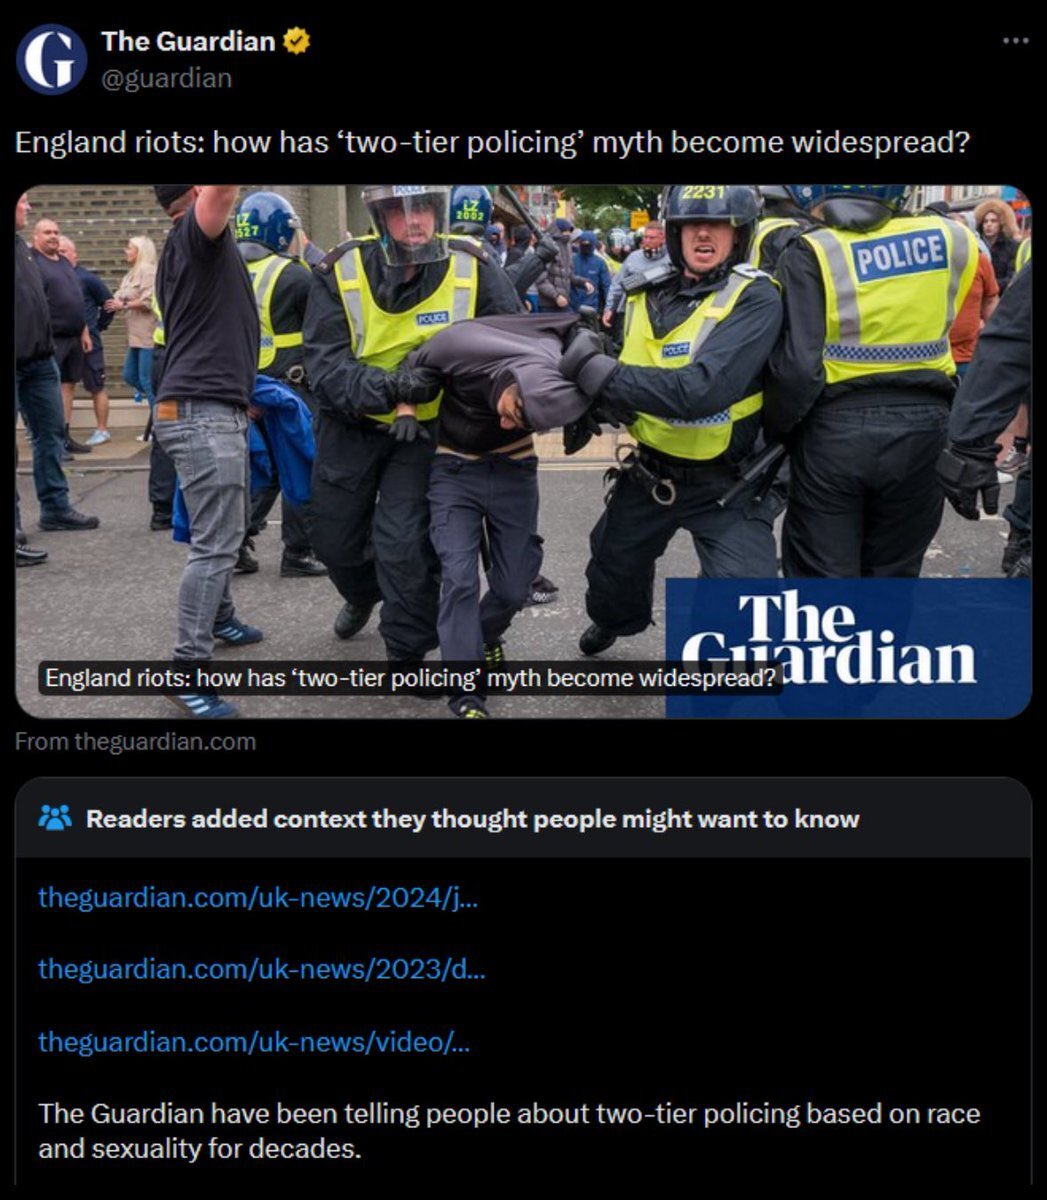 The Guardian
@guardian
England riots: how has ‘two-tier policing’ myth become widespread?
POLICE
LZ
2002
2231
LZ
527
POLICE
POLICE
POLICE
The
Guardian
England riots: how has ‘two-tier policing’ myth become widespread?
From theguardian.com
Readers added context they thought people might want to know
theguardian.com/uk-news/2024/j...
theguardian.com/uk-news/2023/d...
theguardian.com/uk-news/video/...
The Guardian have been telling people about two-tier policing based on race
and sexuality for decades.